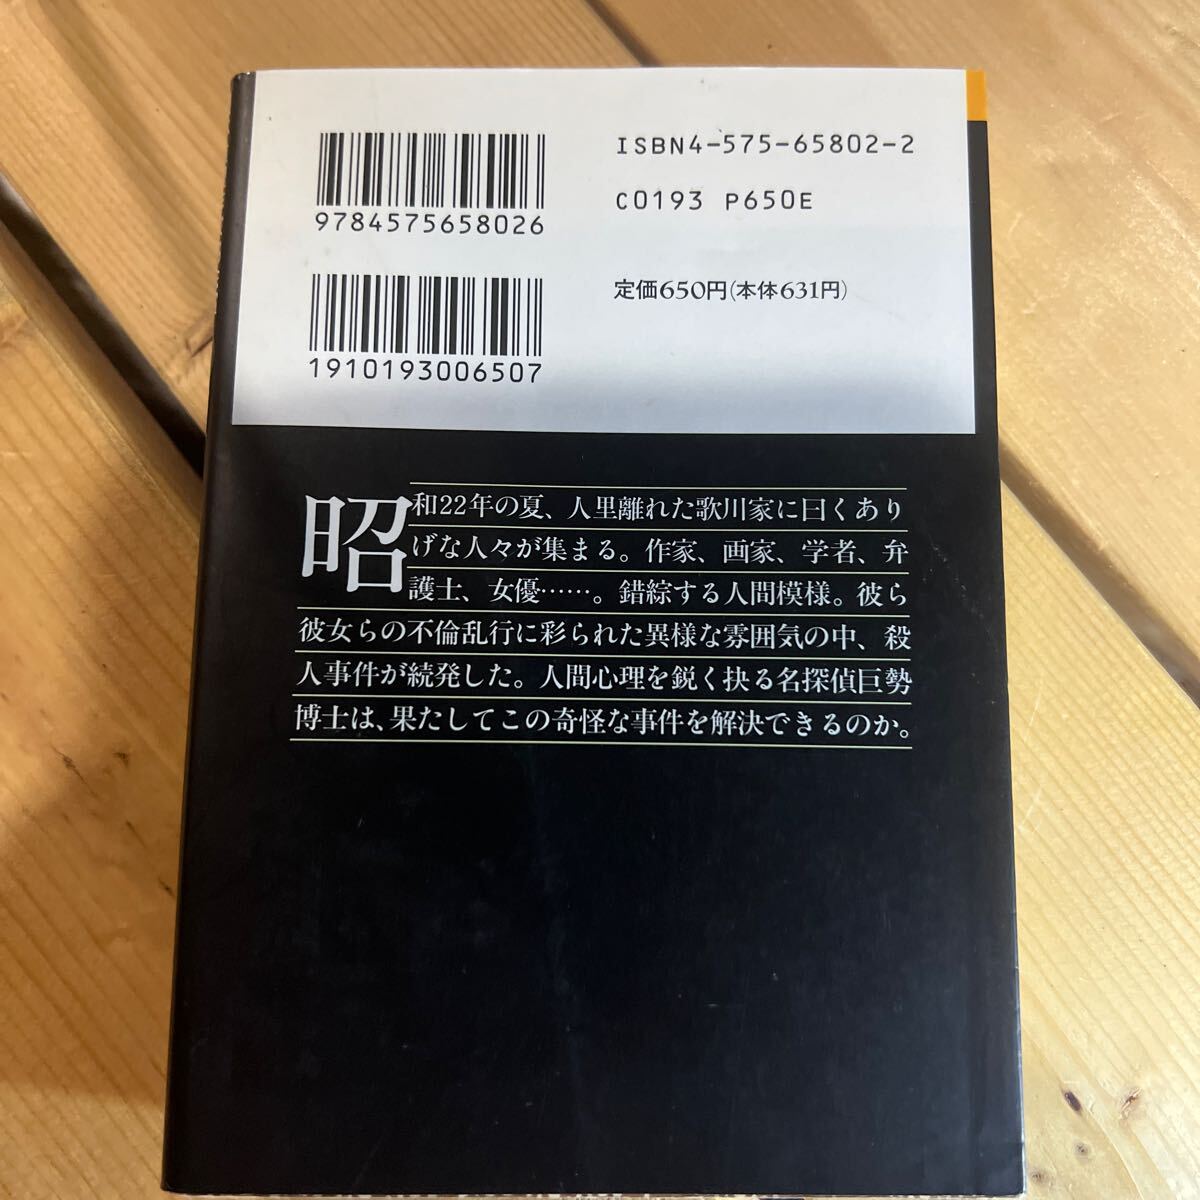 ISBN4-575-65802-2
9784575658026
C0193 P650E
定価650円(本体631円)
1910193006507
昭和22年の夏、人里離れた歌川家に曰くあり
げな人々が集まる。作家、画家、学者、弁
護士、女優……。錯綜する人間模様。彼ら
彼女らの不倫乱行に彩られた異様な雰囲気の中、殺
人事件が続発した。人間心理を鋭く抉る名探偵巨勢
博士は、果たしてこの奇怪な事件を解決できるのか。